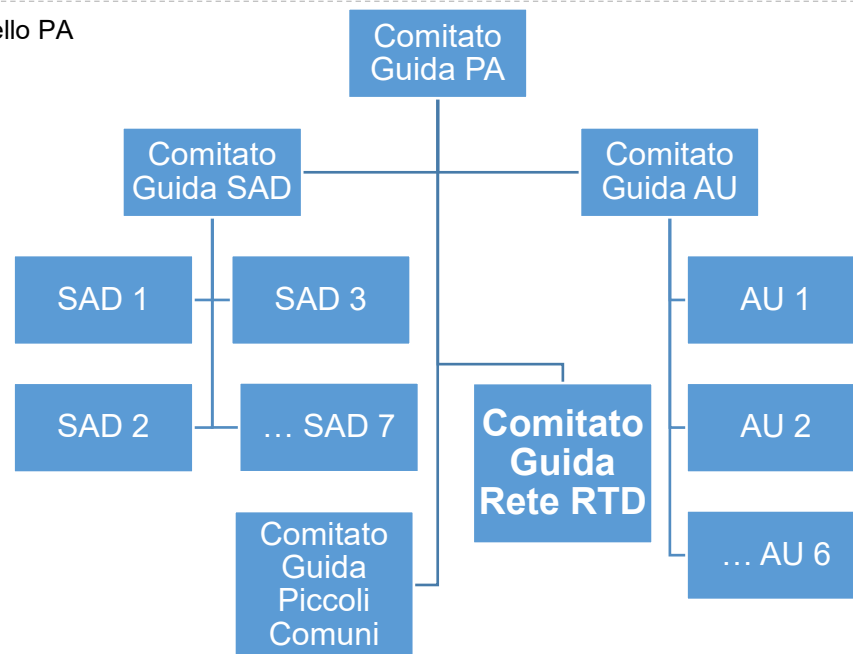 ello PA
Comitato
Guida PA
Comitato
Guida SAD
Comitato
Guida AU
SAD 1
SAD 3
AU 1
SAD 2
… SAD 7
Comitato
Guida
Rete RTD
AU 2
Comitato
Guida
Piccoli
Comuni
… AU 6